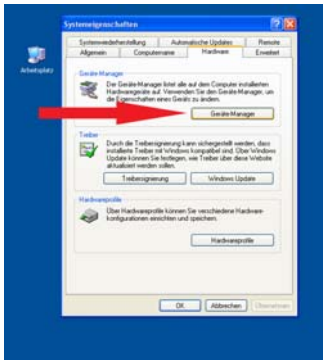 Systemeigenschaften
Arbeitsplatz
Systemwiederherstellung Automatische Updates Remote
Allgemein Computername Hardware Erweitert
Geräte-Manager
Der Geräte-Manager listet alle auf dem Computer installierten
Hardwaregeräte auf. Verwenden Sie den Geräte-Manager, um
die Eigenschaften eines Geräts zu ändern.
Geräte-Manager
Treiber
Durch die Treibersignierung kann sichergestellt werden, dass
installierte Treiber mit Windows kompatibel sind. Über Windows
Update können Sie festlegen, wie Treiber über diese Website
aktualisiert werden sollen.
Treibersignierung Windows Update
Hardwareprofile
Über Hardwareprofile können Sie verschiedene Hardware-
konfigurationen einrichten und speichern.
Hardwareprofile
OK Abbrechen Übernehmen